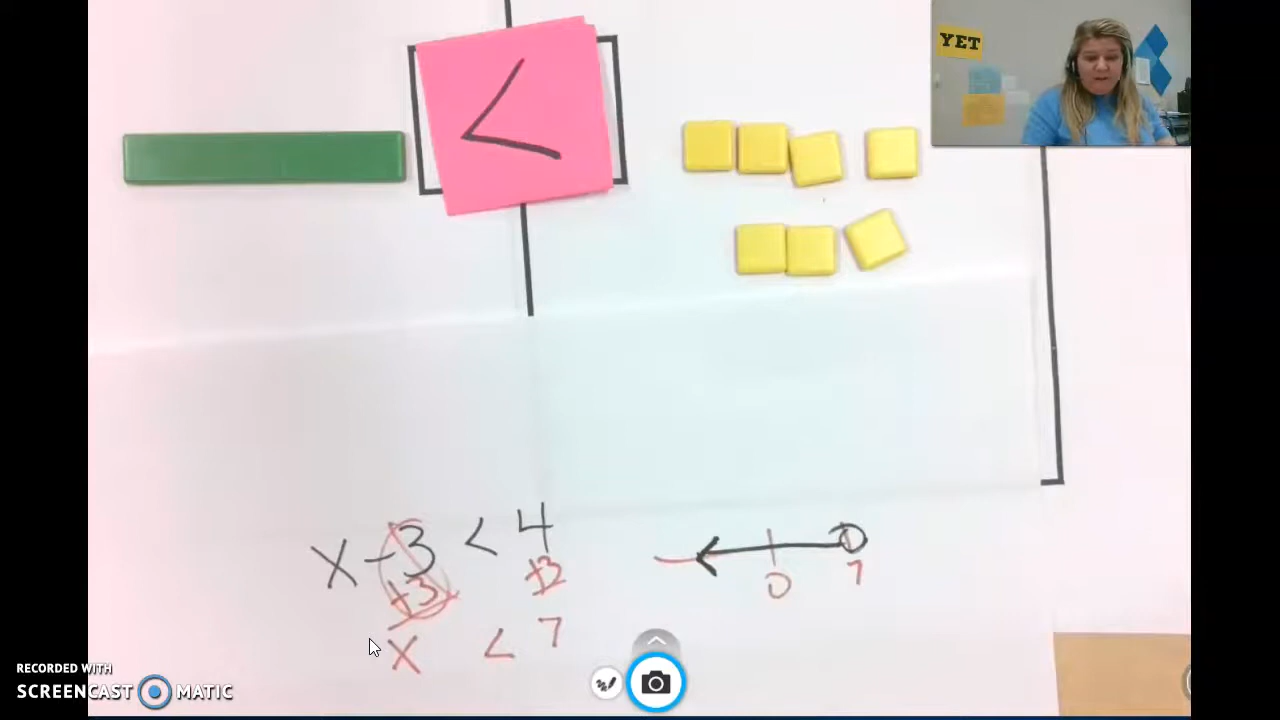 YET
<
X - 3 < 4
+3 +3
x < 7
0 7
RECORDED WITH
SCREENCAST MATIC